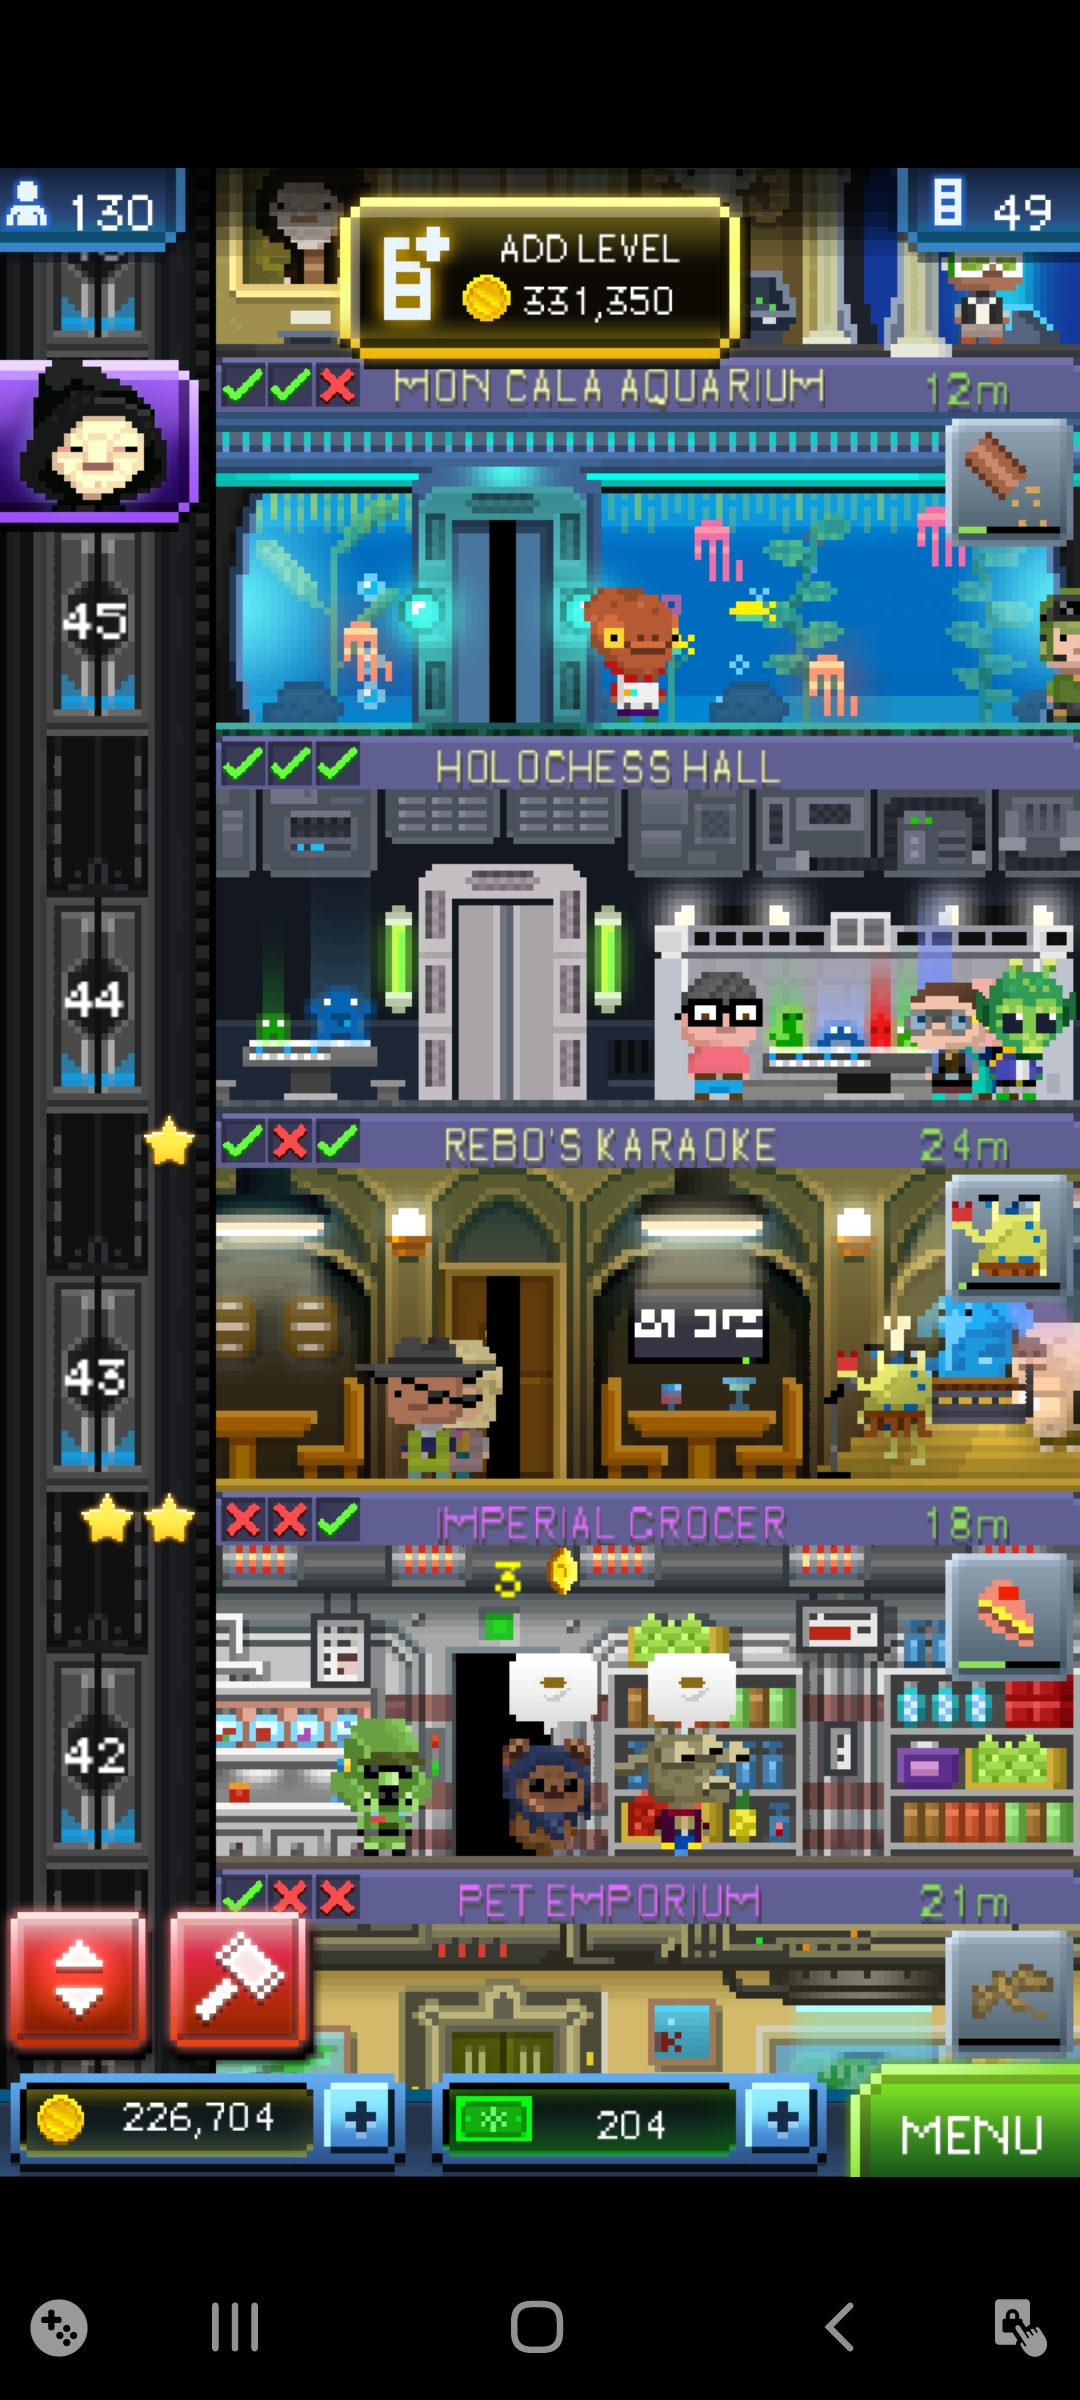 130
ADD LEVEL
331,350
49
MON CALA AQUARIUM 12m
45
HOLOCHESS HALL
44
REBO'S KARAOKE 24m
43
IMPERIAL GROCER 18m
3
42
PET EMPORIUM 21m
226,704
204
MENU